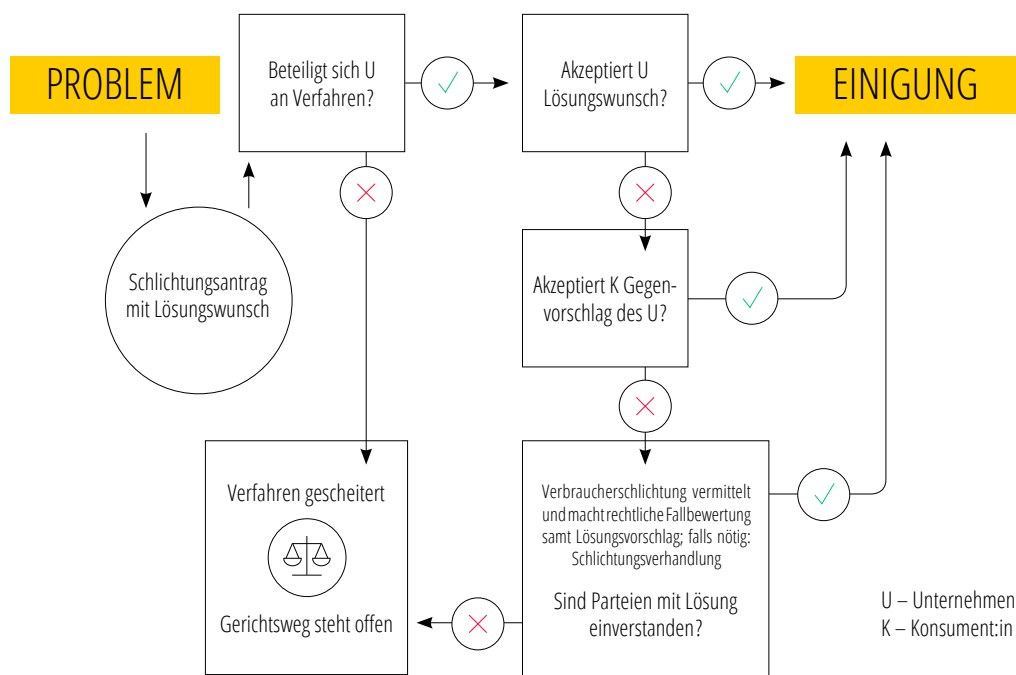 PROBLEM
Beteiligt sich U
an Verfahren?
Akzeptiert U
Lösungswunsch?
EINIGUNG
Schlichtungsantrag
mit Lösungswunsch
Akzeptiert K Gegen-
vorschlag des U?
Verfahren gescheitert
Gerichtsweg steht offen
Verbraucherschlichtung vermittelt
und macht rechtliche Fallbewertung
samt Lösungsvorschlag; falls nötig:
Schlichtungsverhandlung
Sind Parteien mit Lösung
einverstanden?
U – Unternehmen
K – Konsument:in